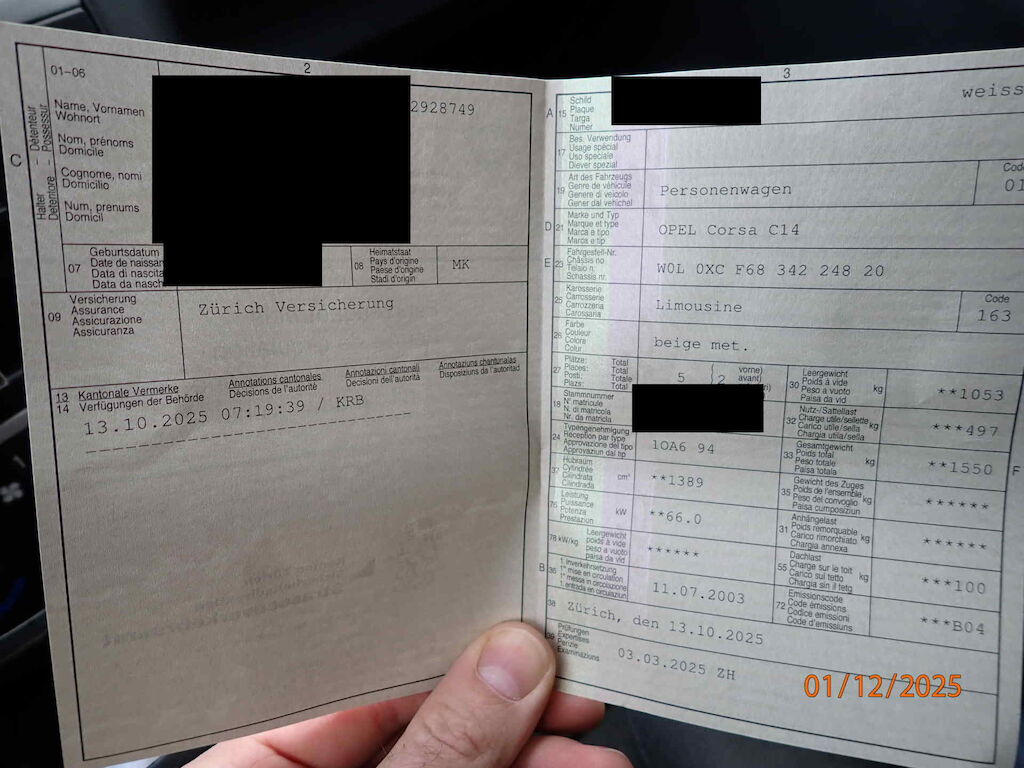 2
01-06
C
Halter – Détenteur
Detentore – Possessur
Name, Vornamen
Wohnort
Nom, prénoms
Domicile
Cognome, nomi
Domicilio
Num, prenums
Domicil
2928749
07
Geburtsdatum
Date de naissan
Data di nascita
Data da nasch
08
Heimatstaat
Pays d'origine
Paese d'origine
Stadi d'origin
MK
09
Versicherung
Assurance
Assicurazione
Assicuranza
Zürich Versicherung
13
14
Kantonale Vermerke
Verfügungen der Behörde
Annotations cantonales
Décisions de l'autorité
Annotazioni cantonali
Decisioni dell'autorità
Annotaziuns chantunalas
Disposiziuns da l'autoritad
13.10.2025 07:19:39 / KRB
3
A
15
Schild
Plaque
Targa
Numer
weiss
17
Bes. Verwendung
Usage spécial
Uso speciale
Diever spezial
19
Art des Fahrzeugs
Genre de véhicule
Genere di veicolo
Gener dal vehichel
Personenwagen
Code
01
D
21
Marke und Typ
Marque et type
Marca e tipo
Marca e tip
OPEL Corsa C14
E
23
Fahrgestell-Nr.
Châssis no
Telaio n.
Schassis nr.
W0L 0XC F68 342 248 20
25
Karosserie
Carrosserie
Carrozzeria
Carossaria
Limousine
Code
163
26
Farbe
Couleur
Colore
Colur
beige met.
27
Plätze: Total
Places: Total
Posti: Totale
Plazs: Total
5
vorne)
avant)
2
18
Stammnummer
N° matricule
N. di matricola
Nr. da matricla
24
Typengenehmigung
Réception par type
Approvazione del tipo
Approvaziun dal tip
1OA6 94
37
Hubraum
Cylindrée
Cilindrata
Cilindrada
cm³
**1389
76
Leistung
Puissance
Potenza
Prestaziun
kW
**66.0
78 kW/kg
Leergewicht
poids à vide
peso a vuoto
paisa da vid
******
B
36
1. Inverkehrsetzung
1re mise en circulation
1a messa in circolazione
1. entrada en circulaziun
11.07.2003
30
Leergewicht
Poids à vide
Peso a vuoto
Paisa da vid
kg
**1053
32
Nutz-/Sattellast
Charge utile/sellette
Carico utile/sella
Chargia utila/sella
kg
***497
33
Gesamtgewicht
Poids total
Peso totale
Paisa totala
kg
**1550
F
35
Gewicht des Zuges
Poids de l'ensemble
Peso del convoglio
Paisa cumposiziun
kg
******
31
Anhängelast
Poids remorquable
Carico rimorchiato
Chargia annexa
kg
******
55
Dachlast
Charge sur le toit
Carico sul tetto
Chargia sin il tetg
kg
***100
72
Emissionscode
Code émissions
Codice emissioni
Code d'emissiuns
***B04
38
Zürich, den 13.10.2025
39
Prüfungen
Expertises
Perizie
Examinaziuns
03.03.2025 ZH
01/12/2025